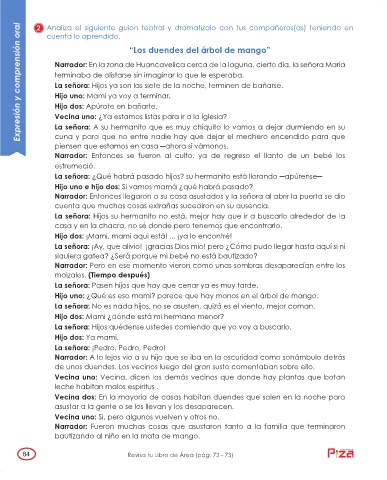 Expresión y comprensión oral
2 Analiza el siguiente guion teatral y dramatízalo con tus compañeros(as) teniendo en
cuenta lo aprendido.
“Los duendes del árbol de mango”
Narrador: En la zona de Huancavelica cerca de la laguna, cierto día, la señora María
terminaba de alistarse sin imaginar lo que le esperaba.
La señora: Hijos ya son las siete de la noche, terminen de bañarse.
Hijo uno: Mami ya voy a terminar.
Hijo dos: Apúrate en bañarte.
Vecina uno: ¿Ya estamos listas para ir a la iglesia?
La señora: A su hermanito que es muy chiquito lo vamos a dejar durmiendo en su
cuna y para que no entre nadie hay que dejar el mechero encendido para que
piensen que estamos en casa —ahora sí vámonos.
Narrador: Entonces se fueron al culto, ya de regreso el llanto de un bebé los
estremeció.
La señora: ¿Qué habrá pasado hijos? su hermanito está llorando —apúrense—
Hijo uno e hijo dos: Sí vamos mamá ¿qué habrá pasado?
Narrador: Entonces llegaron a su casa asustados y la señora al abrir la puerta se dio
cuenta que muchas cosas extrañas sucedieron en su ausencia.
La señora: Hijos su hermanito no está, mejor hay que ir a buscarlo alrededor de la
casa y en la chacra, no sé donde pero tenemos que encontrarlo.
Hijo dos: ¡Mami, mami aquí está! ... ¡ya lo encontré!
La señora: ¡Ay, que alivio! ¡gracias Dios mío! pero ¿Cómo pudo llegar hasta aquí si ni
siquiera gatea? ¿Será porque mi bebé no está bautizado?
Narrador: Pero en ese momento vieron como unas sombras desaparecían entre los
maizales. (Tiempo después)
La señora: Pasen hijos que hay que cenar ya es muy tarde.
Hijo uno: ¿Qué es eso mami? parece que hay monos en el árbol de mango.
La señora: No es nada hijos, no se asusten, quizá es el viento, mejor coman.
Hijo dos: Mami ¿dónde está mi hermano menor?
La señora: Hijos quédense ustedes comiendo que yo voy a buscarlo.
Hijo dos: Ya mami.
La señora: ¡Pedro, Pedro, Pedro!
Narrador: A lo lejos vio a su hijo que se iba en la oscuridad como sonámbulo detrás
de unos duendes. Los vecinos luego del gran susto comentaban sobre ello.
Vecina uno: Vecina, dicen los demás vecinos que donde hay plantas que botan
leche habitan malos espíritus .
Vecina dos: En la mayoría de casas habitan duendes que salen en la noche para
asustar a la gente o se los llevan y los desaparecen.
Vecina uno: Sí, pero algunos vuelven y otros no.
Narrador: Fueron muchas cosas que asustaron tanto a la familia que terminaron
bautizando al niño en la mata de mango.
84
Revisa tu Libro de Área (pág. 72 - 73)
PIZA